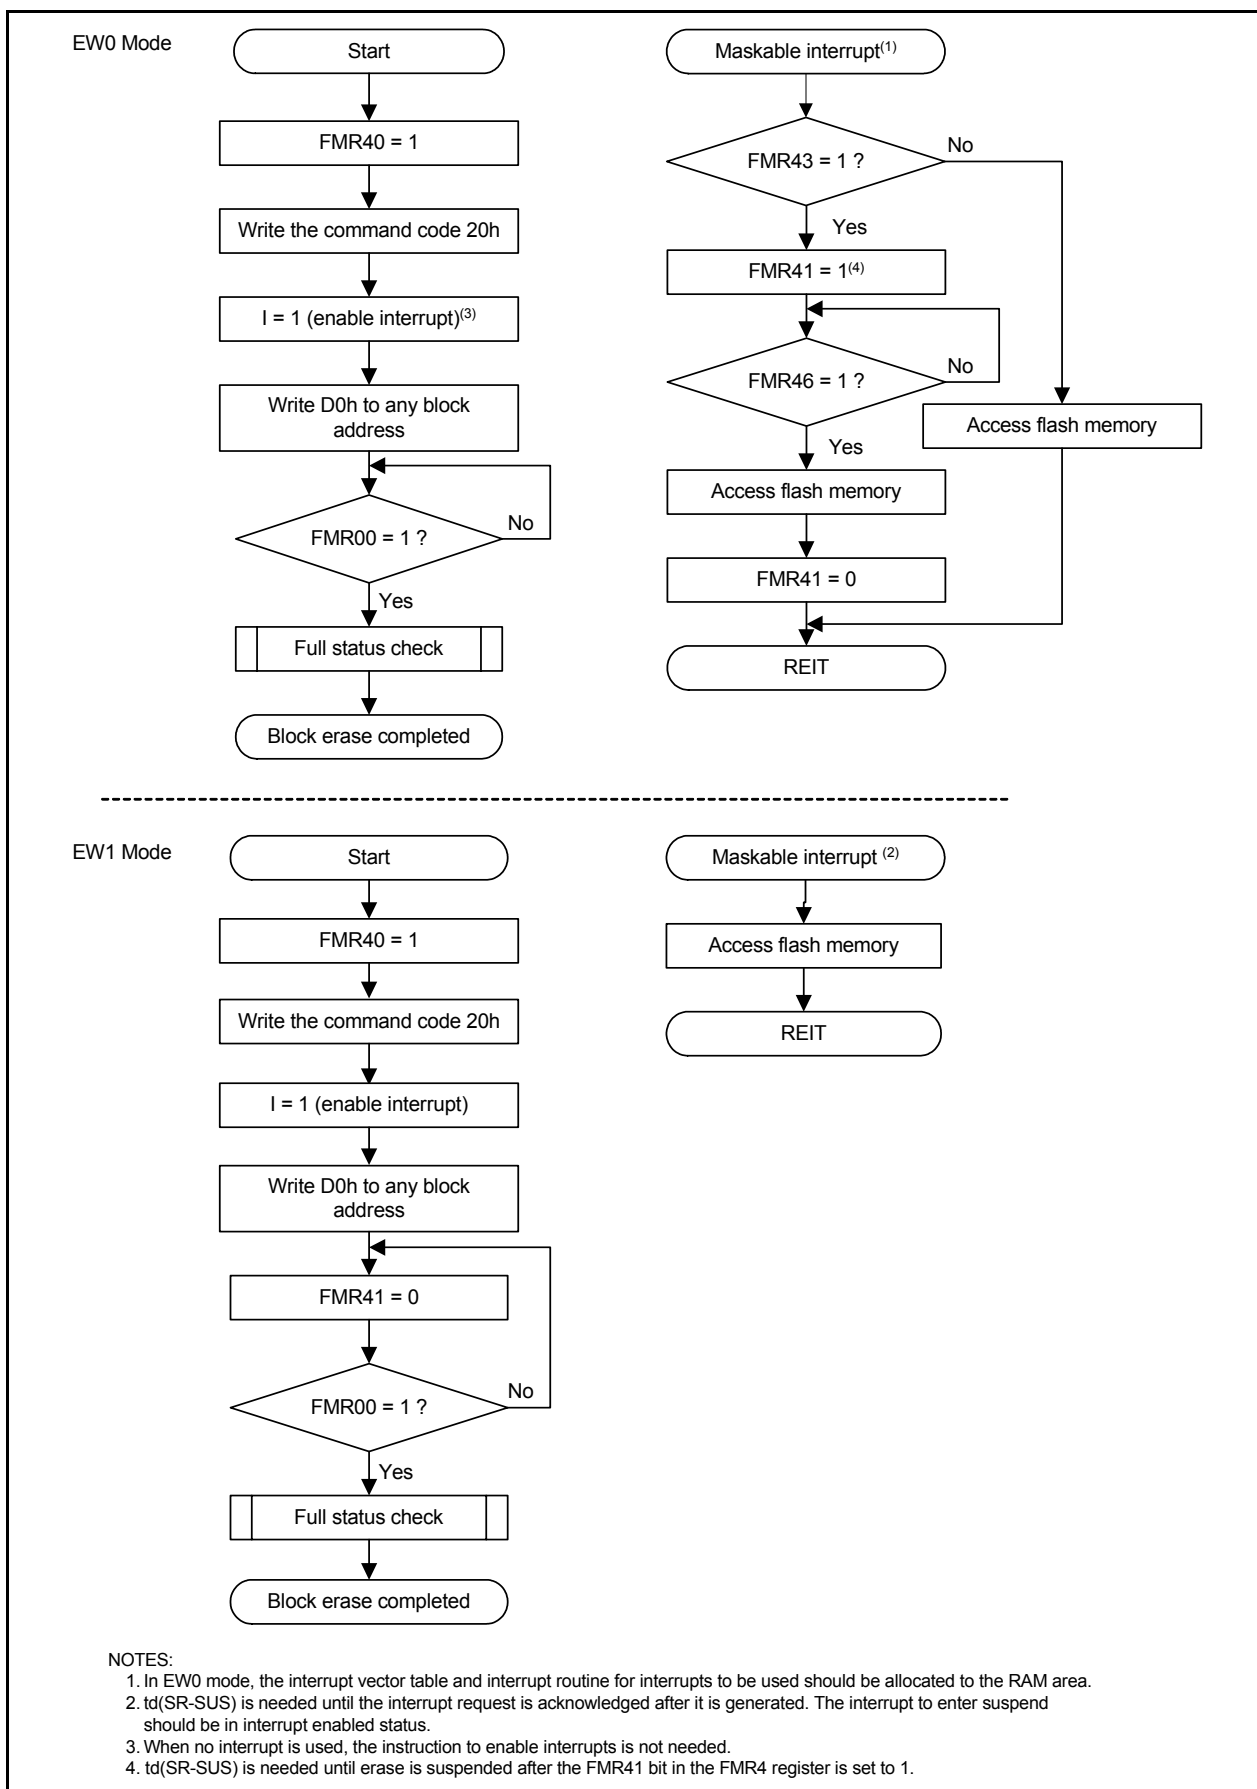 EW0 Mode
Start
FMR40 = 1
Write the command code 20h
I = 1 (enable interrupt)(3)
Write D0h to any block
address
FMR00 = 1 ?
No
Yes
Full status check
Block erase completed
Maskable interrupt(1)
FMR43 = 1 ?
No
Yes
FMR41 = 1(4)
FMR46 = 1 ?
No
Yes
Access flash memory
Access flash memory
FMR41 = 0
REIT
EW1 Mode
Start
FMR40 = 1
Write the command code 20h
I = 1 (enable interrupt)
Write D0h to any block
address
FMR41 = 0
FMR00 = 1 ?
No
Yes
Full status check
Block erase completed
Maskable interrupt (2)
Access flash memory
REIT
NOTES:
1. In EW0 mode, the interrupt vector table and interrupt routine for interrupts to be used should be allocated to the RAM area.
2. td(SR-SUS) is needed until the interrupt request is acknowledged after it is generated. The interrupt to enter suspend
should be in interrupt enabled status.
3. When no interrupt is used, the instruction to enable interrupts is not needed.
4. td(SR-SUS) is needed until erase is suspended after the FMR41 bit in the FMR4 register is set to 1.